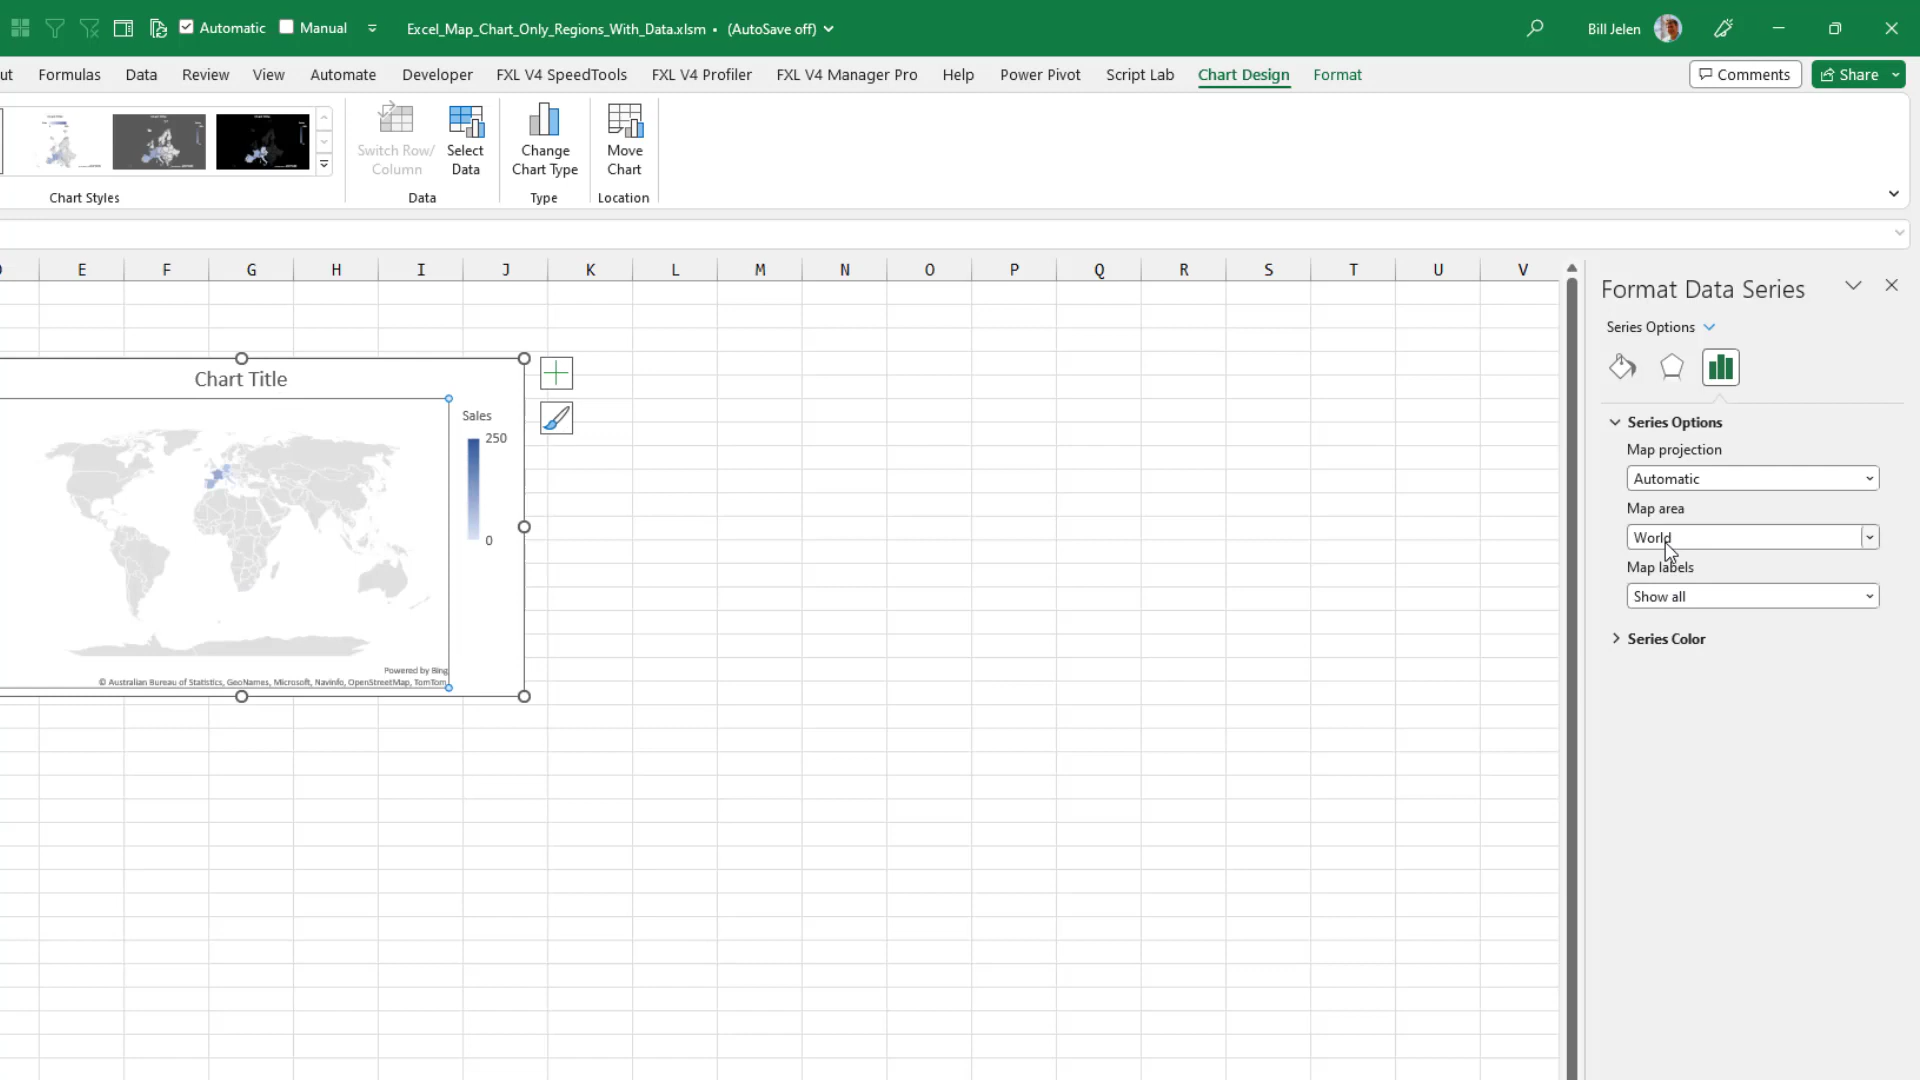 Automatic Manual Excel_Map_Chart_Only_Regions_With_Data.xlsm • (AutoSave off) Bill Jelen
ut Formulas Data Review View Automate Developer FXL V4 SpeedTools FXL V4 Profiler FXL V4 Manager Pro Help Power Pivot Script Lab Chart Design Format Comments Share
Switch Row/ Select Change Move
Column Data Chart Type Chart
Chart Styles Data Type Location
E F G H I J K L M N O P Q R S T U V
Format Data Series
Series Options
Chart Title
Sales
250
0
Powered by Bing
© Australian Bureau of Statistics, GeoNames, Microsoft, Navinfo, OpenStreetMap, TomTom
Series Options
Map projection
Automatic
Map area
World
Map labels
Show all
Series Color